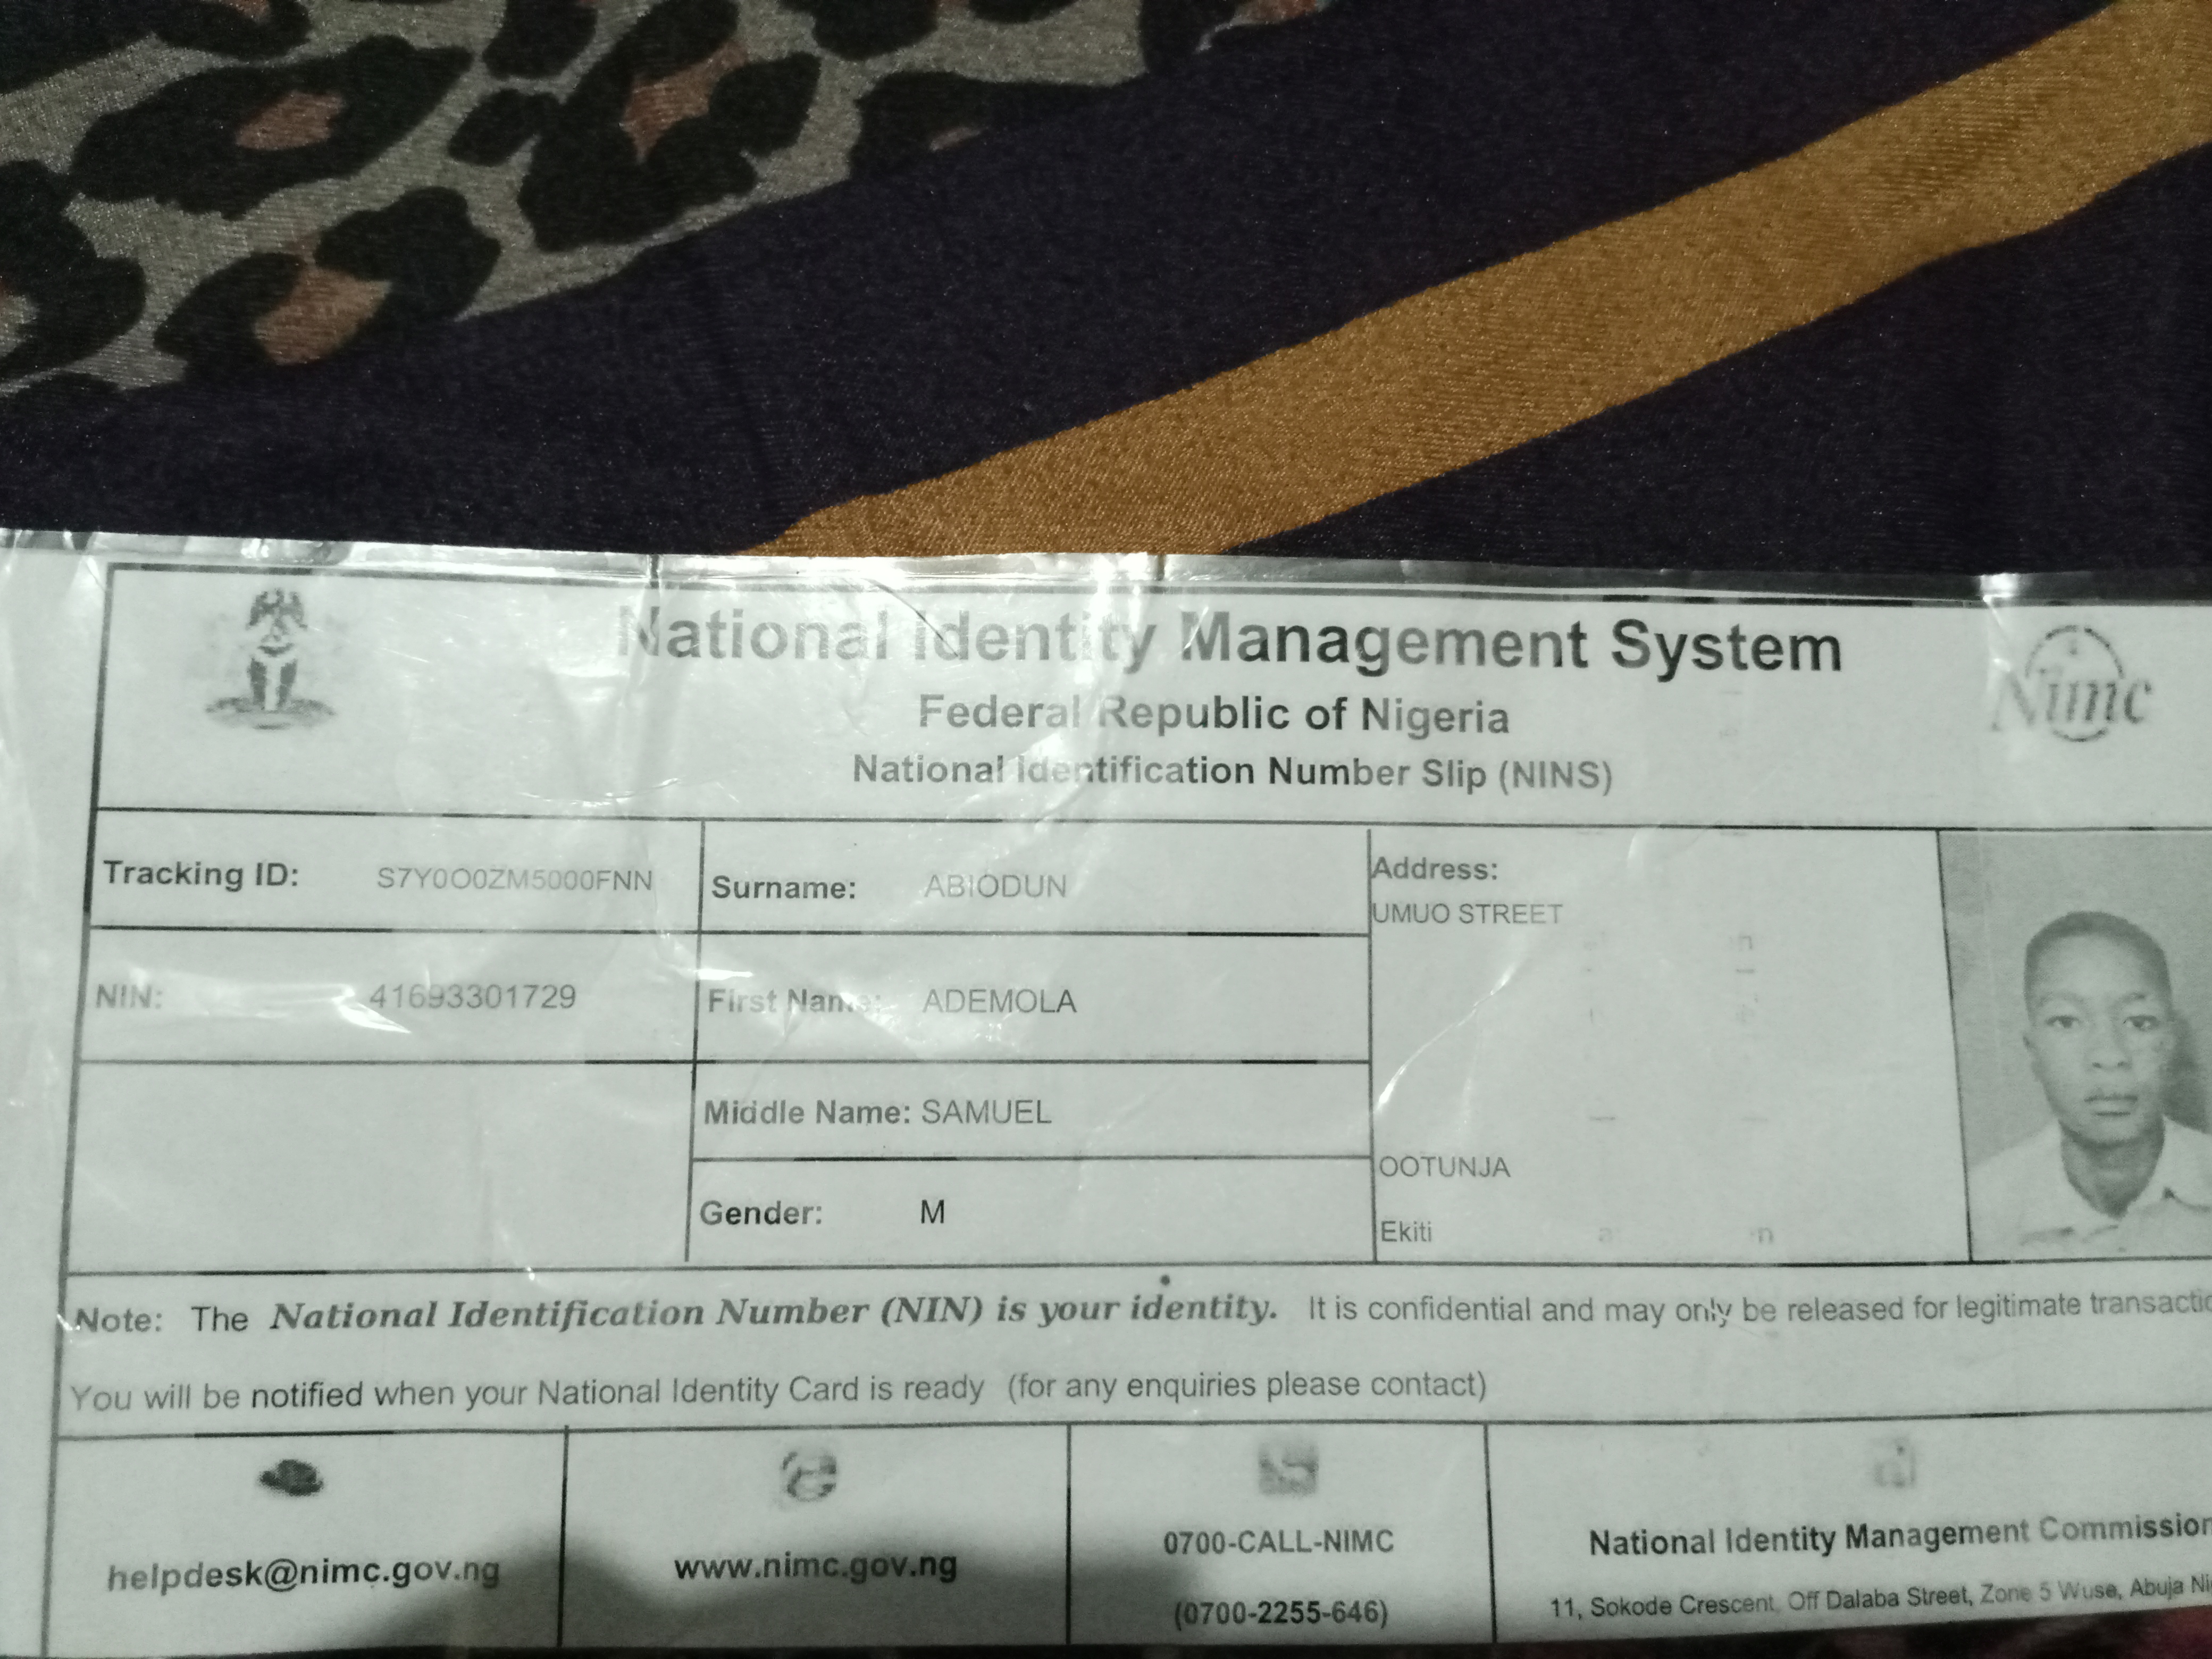 National Identity Management System
Federal Republic of Nigeria
National Identification Number Slip (NINS)
Nimc
Tracking ID: S7Y0O0ZM5000FNN
Surname: ABIODUN
Address:
UMUO STREET
NIN: 41693301729
First Name: ADEMOLA
Middle Name: SAMUEL
OOTUNJA
Gender: M
Ekiti
Note: The National Identification Number (NIN) is your identity. It is confidential and may only be released for legitimate
You will be notified when your National Identity Card is ready (for any enquiries please contact)
helpdesk@nimc.gov.ng
www.nimc.gov.ng
0700-CALL-NIMC
(0700-2255-646)
National Identity Management Commission
11, Sokode Crescent, Off Dalaba Street, Zone 5 Wuse, Abuja